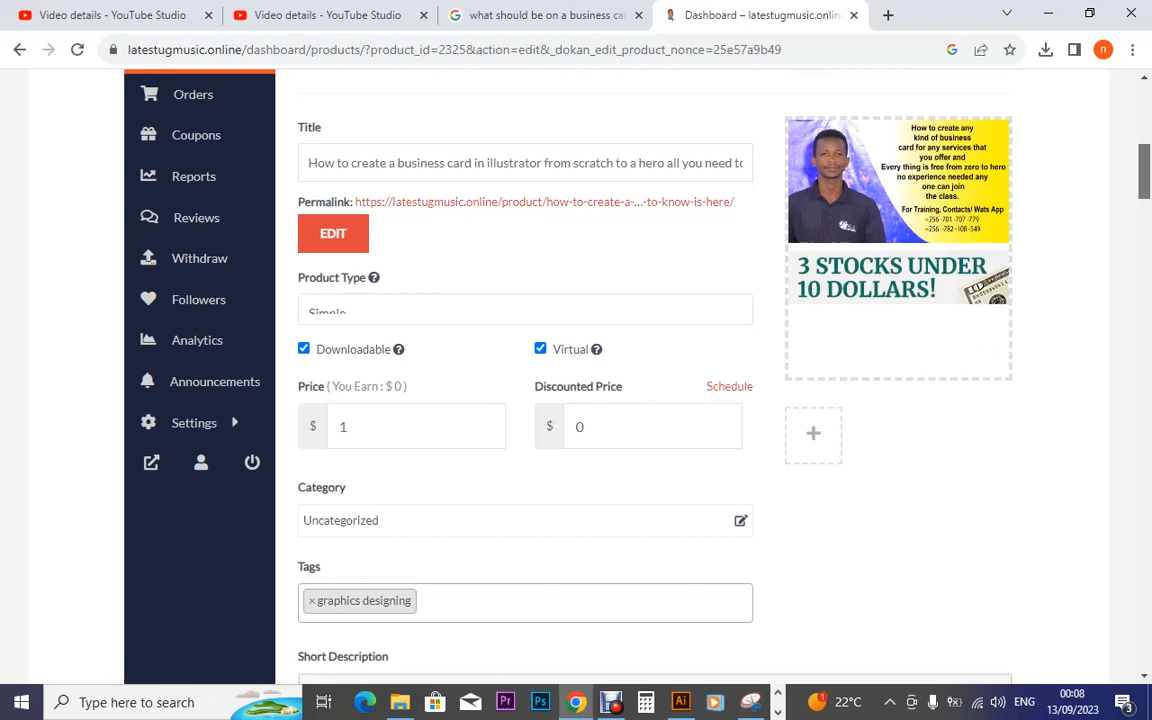 Video details - YouTube Studio
Video details - YouTube Studio
what should be on a business ca
Dashboard – latestugmusic.onlin
latestugmusic.online/dashboard/products/?product_id=2325&action=edit&_dokan_edit_product_nonce=25e57a9b49
n
Orders
Coupons
Reports
Reviews
Withdraw
Followers
Analytics
Announcements
Settings
Title
How to create a business card in illustrator from scratch to a hero all you need to
Permalink: https://latestugmusic.online/product/how-to-create-a-...-to-know-is-here/
EDIT
Product Type
Simple
Downloadable
Virtual
Price ( You Earn : $ 0 )
Discounted Price
Schedule
$ 1
$ 0
Category
Uncategorized
Tags
× graphics designing
Short Description
How to create any
kind of business
card for any services that
you offer and
Every thing is free from zero to hero
no experience needed any
one can join
the class.
For Training, Contacts/ Wats App
+256 -701 -707 -779
+256 -782 -108 -549
3 STOCKS UNDER
10 DOLLARS!
Type here to search
Pr
Ps
Ai
1
22°C
ENG
00:08
13/09/2023
3